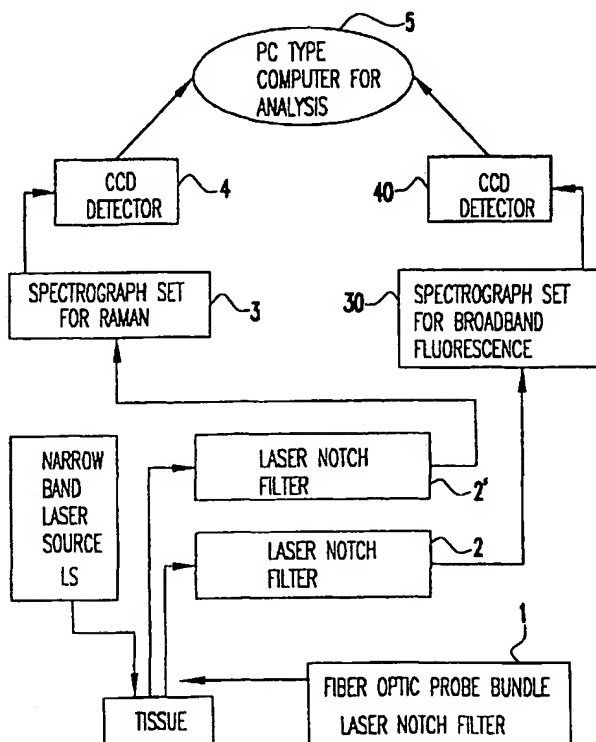 5
PC TYPE
COMPUTER FOR
ANALYSIS
CCD
DETECTOR
4
40
CCD
DETECTOR
SPECTROGRAPH SET
FOR RAMAN
3
30
SPECTROGRAPH SET
FOR BROADBAND
FLUORESCENCE
NARROW
BAND
LASER
SOURCE
LS
LASER NOTCH
FILTER
2'
LASER NOTCH
FILTER
2
1
TISSUE
FIBER OPTIC PROBE BUNDLE
LASER NOTCH FILTER